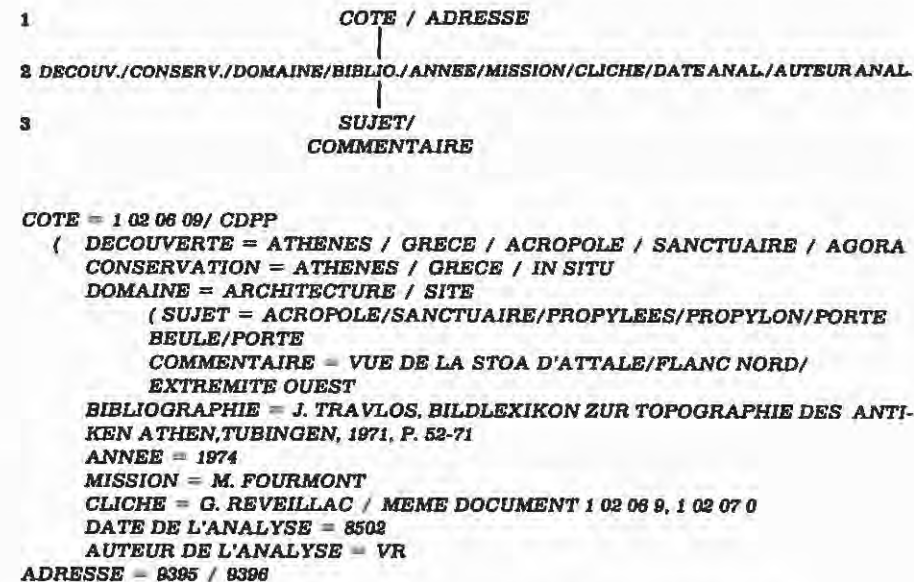 1 COTE / ADRESSE
2 DECOUV./CONSERV./DOMAINE/BIBLIO./ANNEE/MISSION/CLICHE/DATE ANAL./AUTEUR ANAL.
3 SUJET/
COMMENTAIRE
COTE = 1 02 06 09/ CDPP
( DECOUVERTE = ATHENES / GRECE / ACROPOLE / SANCTUAIRE / AGORA
CONSERVATION = ATHENES / GRECE / IN SITU
DOMAINE = ARCHITECTURE / SITE
( SUJET = ACROPOLE/SANCTUAIRE/PROPYLEES/PROPYLON/PORTE
BEULE/PORTE
COMMENTAIRE = VUE DE LA STOA D'ATTALE/FLANC NORD/
EXTREMITE OUEST
BIBLIOGRAPHIE = J. TRAVLOS, BILDLEXIKON ZUR TOPOGRAPHIE DES ANTI-
KEN ATHEN, TUBINGEN, 1971, P. 52-71
ANNEE = 1974
MISSION = M. FOURMONT
CLICHE = G. REVEILLAC / MEME DOCUMENT 1 02 06 9, 1 02 07 0
DATE DE L'ANALYSE = 8502
AUTEUR DE L'ANALYSE = VR
ADRESSE = 9395 / 9396